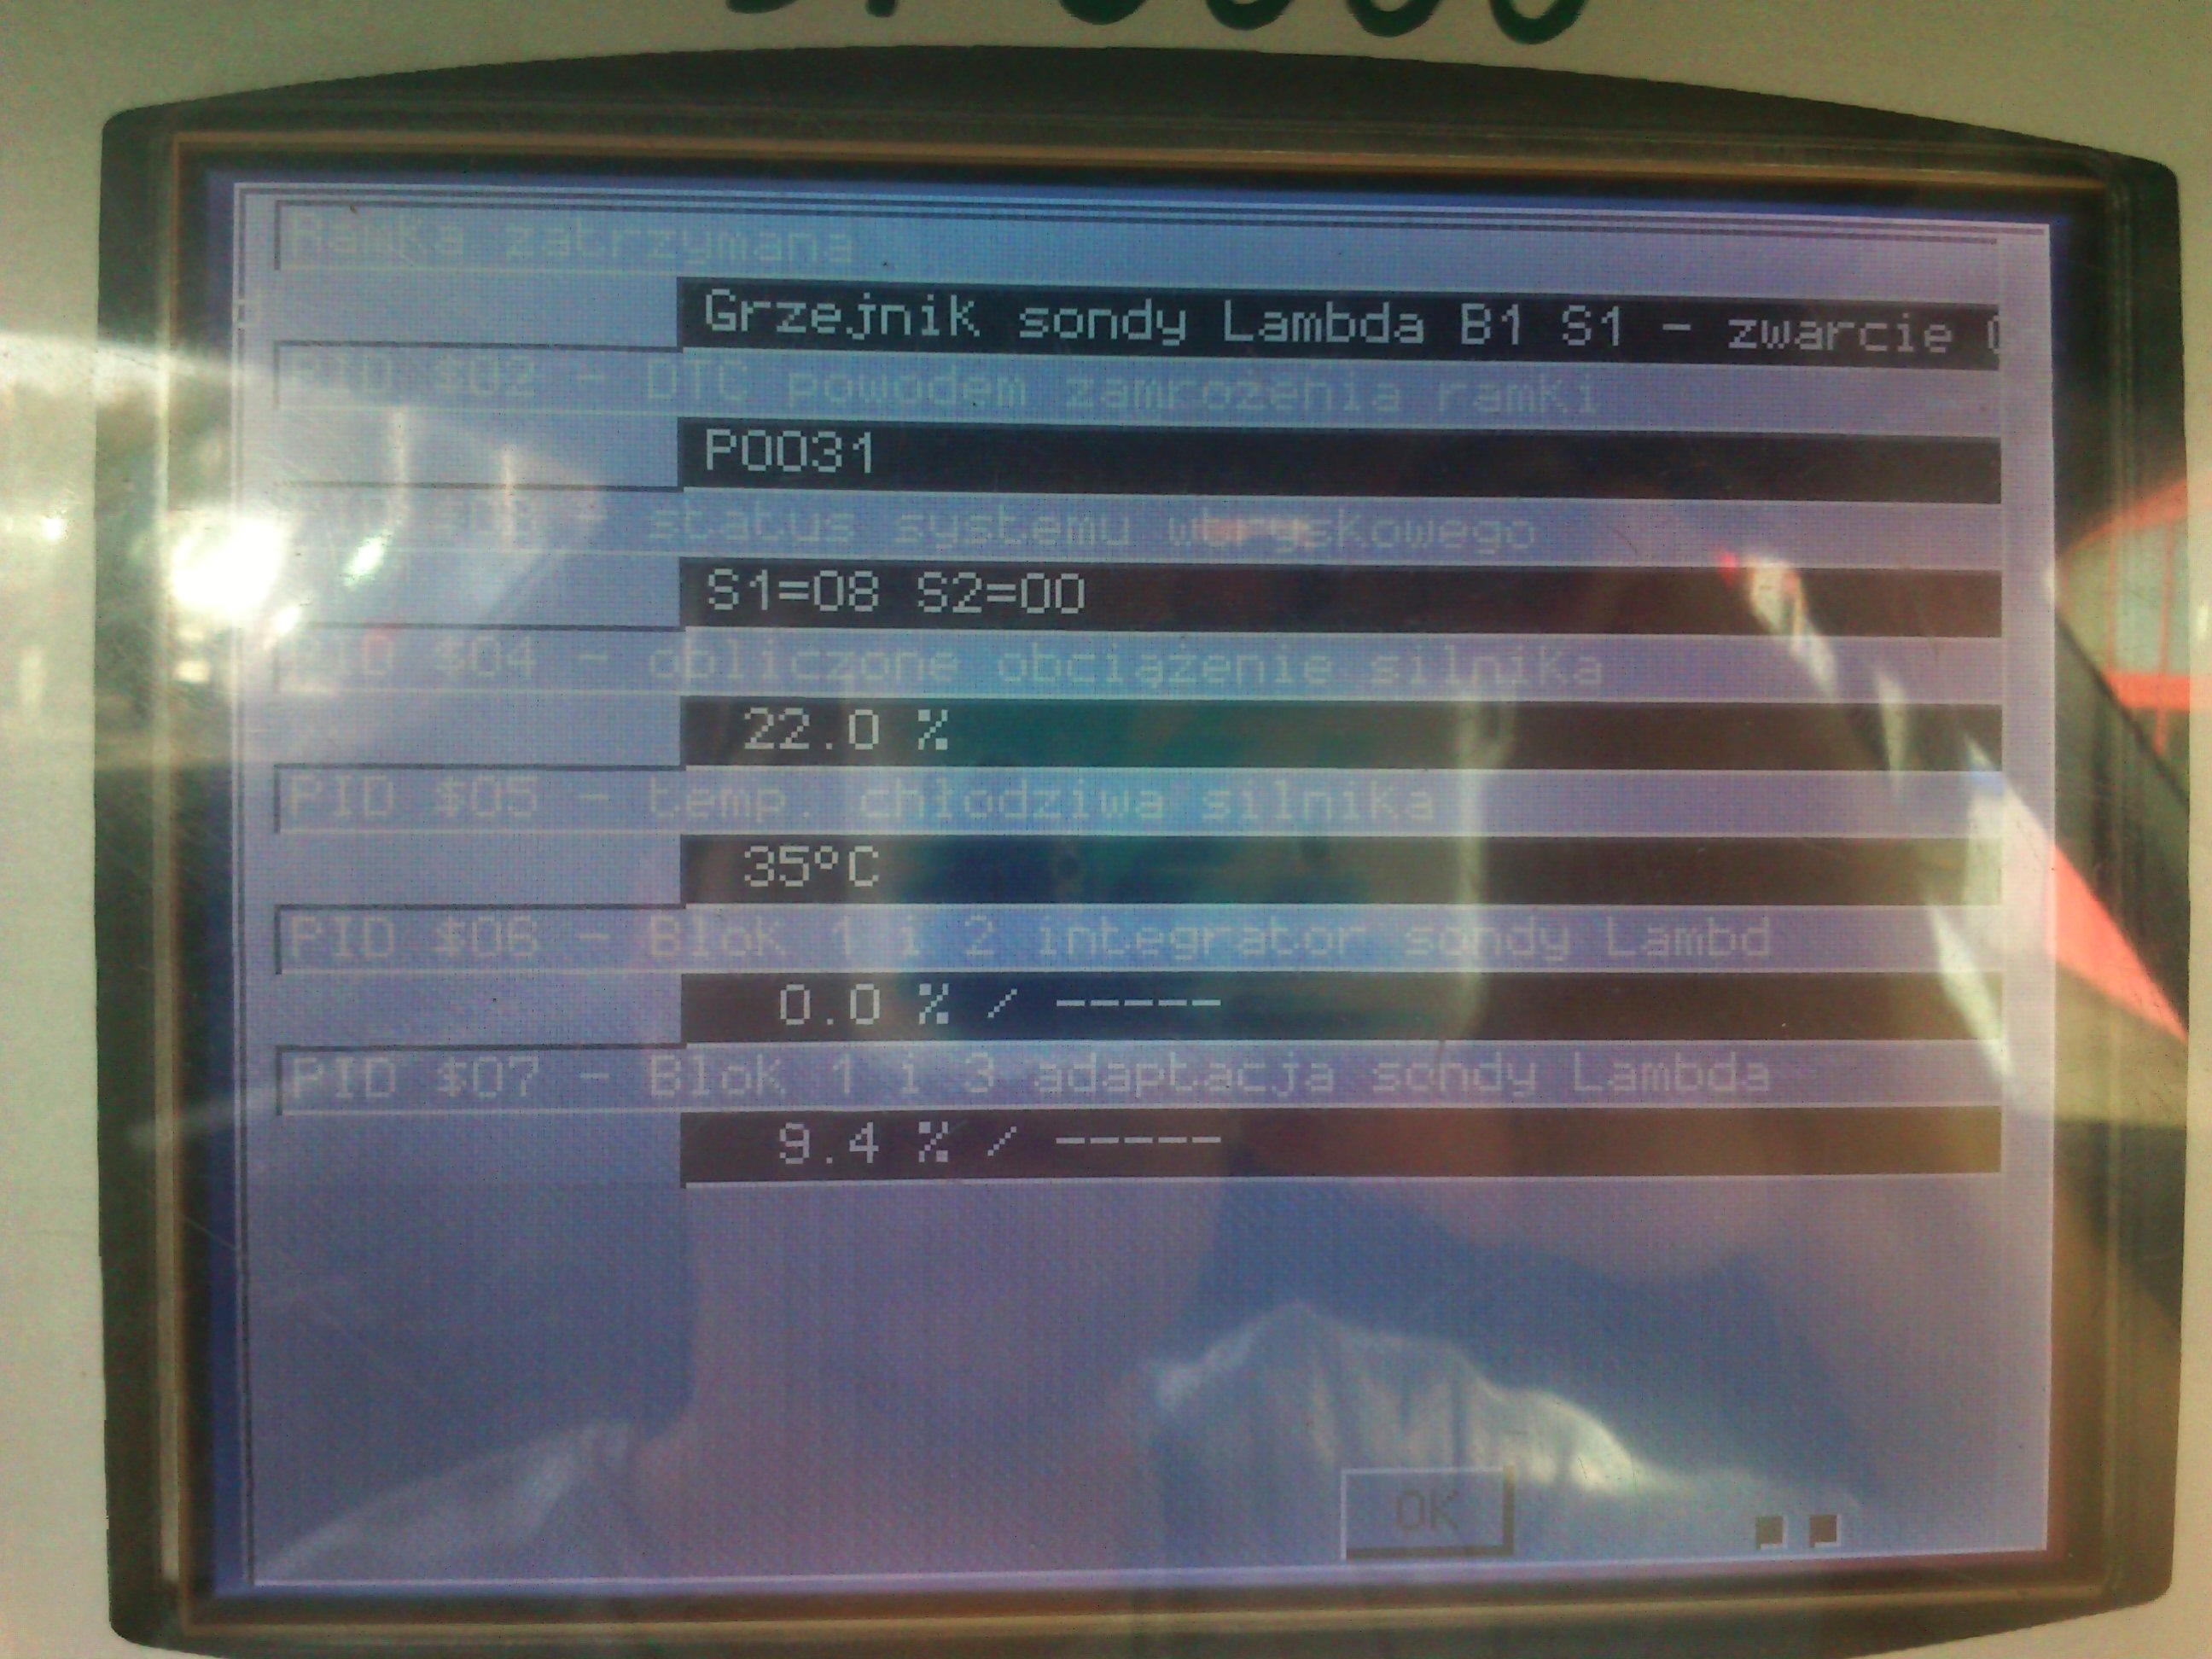 Ramka zatrzymana
Grzejnik sondy Lambda B1 S1 - zwarcie
PID $02 - DTC powodem zamrożenia ramki
P0031
status systemu wtryskowego
S1=08 S2=00
PID $04 - obliczone obciążenie silnika
22.0 %
PID $05 - temp. chłodziwa silnika
35ºC
PID $06 - Blok 1 i 2 integrator sondy Lambd
0.0 % / -----
PID $07 - Blok 1 i 3 adaptacja sondy Lambda
9.4 % / -----
OK